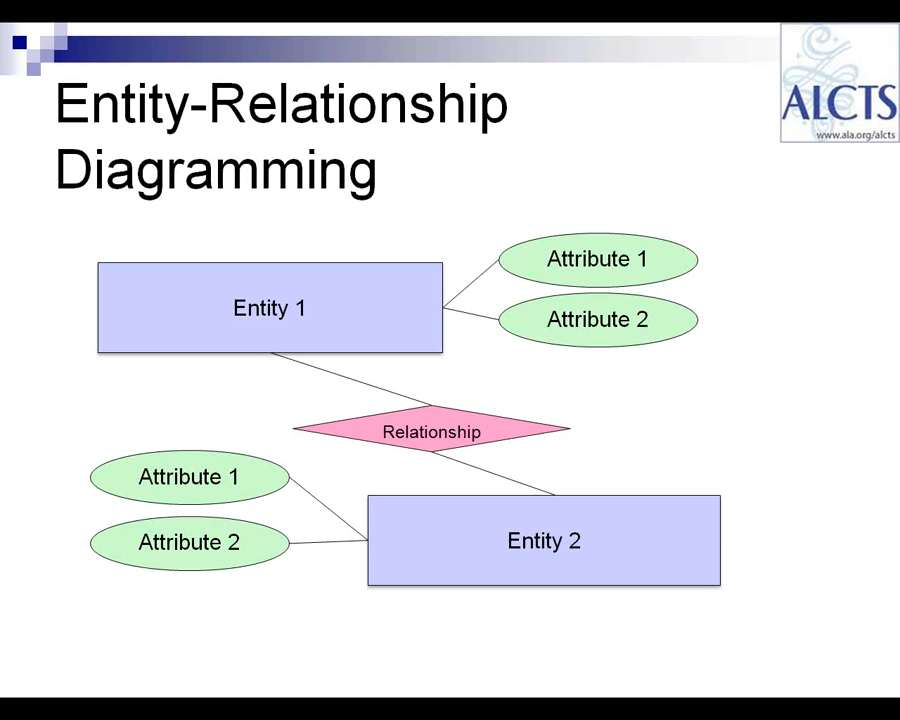 ALCTS
www.ala.org/alcts
Entity-Relationship
Diagramming
Entity 1
Attribute 1
Attribute 2
Relationship
Attribute 1
Attribute 2
Entity 2